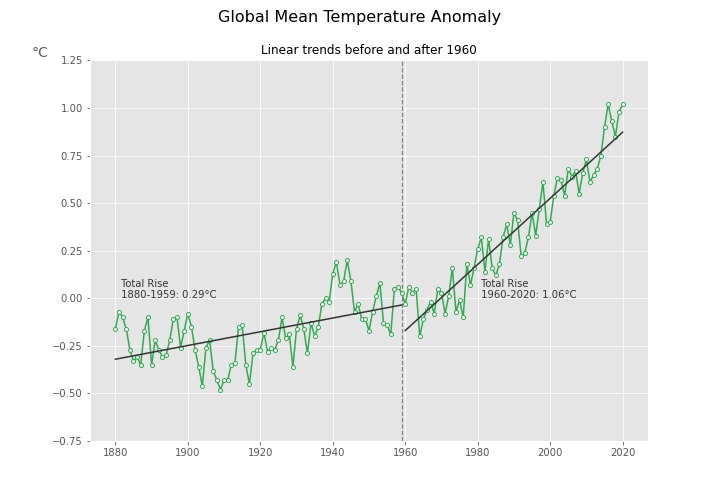 Global Mean Temperature Anomaly
°C
Linear trends before and after 1960
1.25
1.00
0.75
0.50
0.25
0.00
−0.25
−0.50
−0.75
Total Rise
1880-1959: 0.29°C
Total Rise
1960-2020: 1.06°C
1880
1900
1920
1940
1960
1980
2000
2020